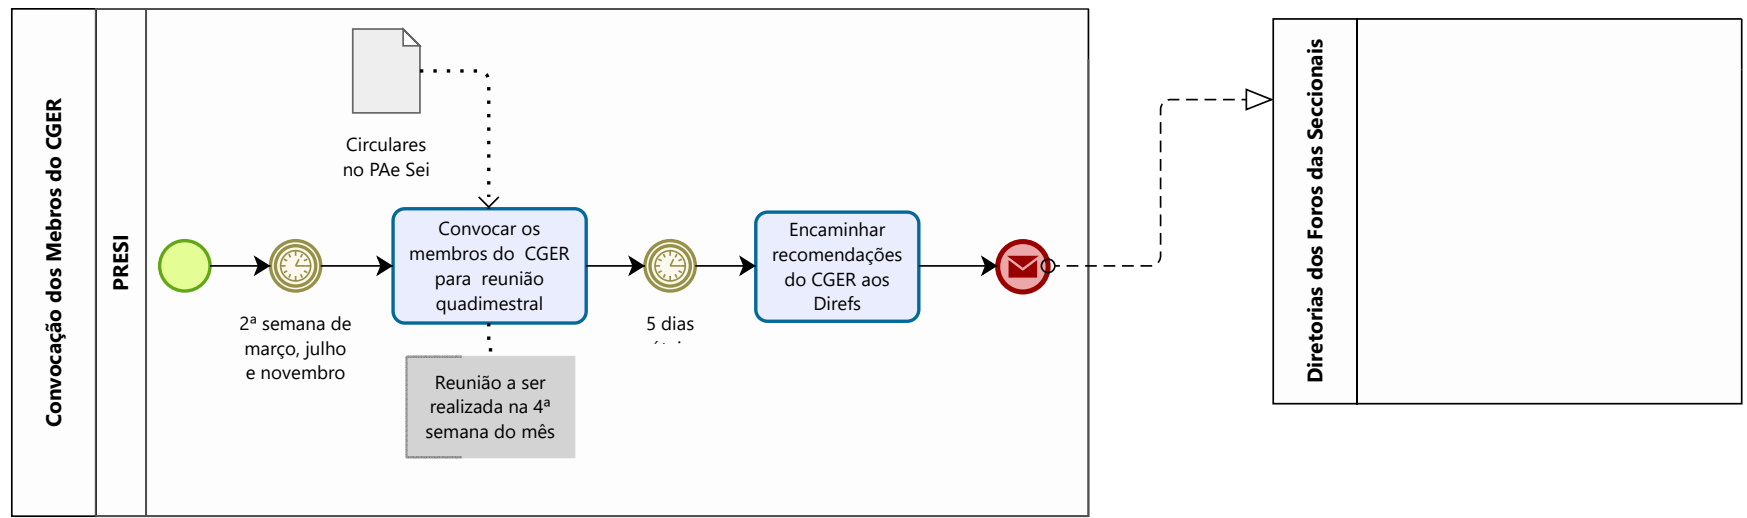 Convocação dos Mebros do CGER
PRESI
Circulares
no PAe Sei
2ª semana de
março, julho
e novembro
Convocar os
membros do  CGER
para  reunião
quadimestral
Reunião a ser
realizada na 4ª
semana do mês
5 dias
Encaminhar
recomendações
do CGER aos
Direfs
Diretorias dos Foros das Seccionais